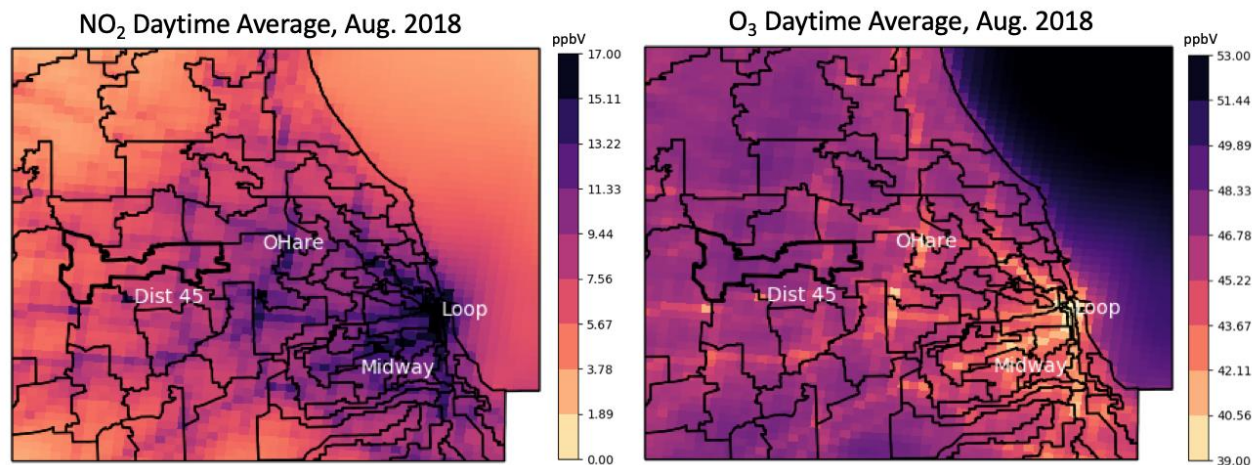 NO₂ Daytime Average, Aug. 2018
ppbV
17.00
15.11
13.22
11.33
9.44
7.56
5.67
3.78
1.89
0.00
OHare
Dist 45
Loop
Midway
O₃ Daytime Average, Aug. 2018
ppbV
53.00
51.44
49.89
48.33
46.78
45.22
43.67
42.11
40.56
39.00
OHare
Dist 45
Loop
Midway